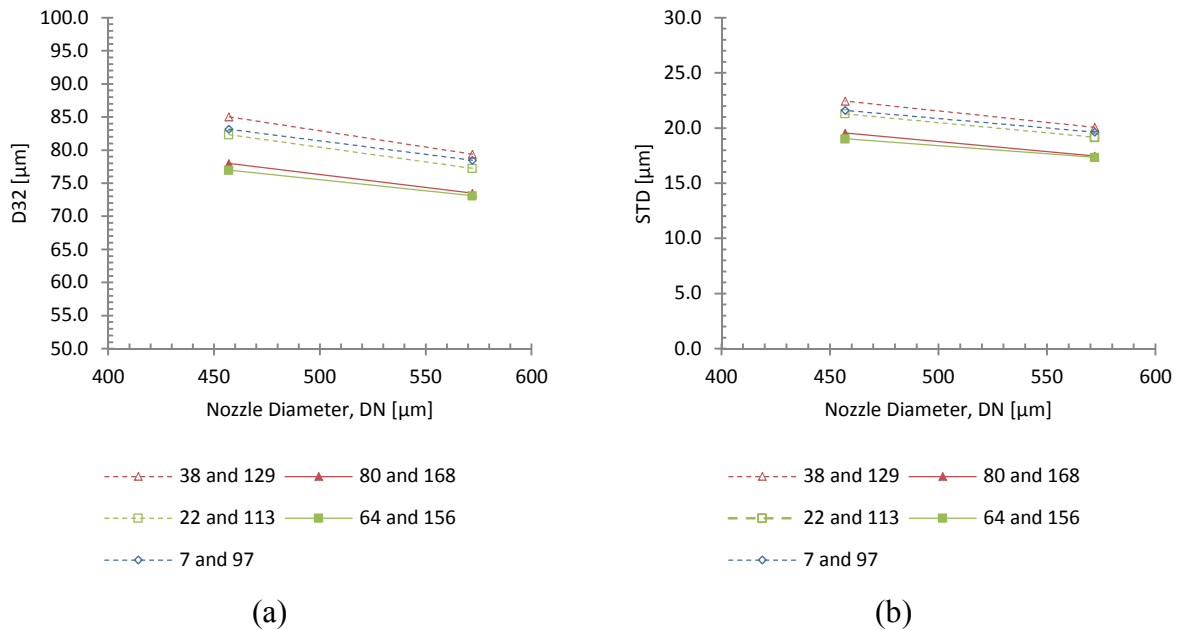 100.0
95.0
90.0
85.0
80.0
75.0
70.0
65.0
60.0
55.0
50.0
D32 [µm]
400 450 500 550 600
Nozzle Diameter, DN [µm]
38 and 129 80 and 168
22 and 113 64 and 156
7 and 97
(a)
30.0
25.0
20.0
15.0
10.0
5.0
0.0
STD [µm]
400 450 500 550 600
Nozzle Diameter, DN [µm]
38 and 129 80 and 168
22 and 113 64 and 156
7 and 97
(b)